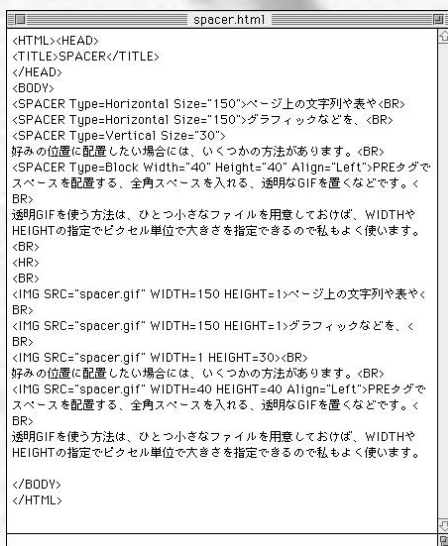 spacer.html
<HTML><HEAD>
<TITLE>SPACER</TITLE>
</HEAD>
<BODY>
<SPACER Type=Horizontal Size="150">ページ上の文字列や表や<BR>
<SPACER Type=Horizontal Size="150">グラフィックなどを、<BR>
<SPACER Type=Vertical Size="30">
好みの位置に配置したい場合には、いくつかの方法があります。<BR>
<SPACER Type=Block Width="40" Height="40" Align="Left">PREタグで
スペースを配置する、全角スペースを入れる、透明なGIFを置くなどです。<
BR>
透明GIFを使う方法は、ひとつ小さなファイルを用意しておけば、WIDTHや
HEIGHTの指定でピクセル単位で大きさを指定できるので私もよく使います。
<BR>
<HR>
<BR>
<IMG SRC="spacer.gif" WIDTH=150 HEIGHT=1>ページ上の文字列や表や<
BR>
<IMG SRC="spacer.gif" WIDTH=150 HEIGHT=1>グラフィックなどを、<
BR>
<IMG SRC="spacer.gif" WIDTH=1 HEIGHT=30><BR>
好みの位置に配置したい場合には、いくつかの方法があります。<BR>
<IMG SRC="spacer.gif" WIDTH=40 HEIGHT=40 Align="Left">PREタグで
スペースを配置する、全角スペースを入れる、透明なGIFを置くなどです。<
BR>
透明GIFを使う方法は、ひとつ小さなファイルを用意しておけば、WIDTHや
HEIGHTの指定でピクセル単位で大きさを指定できるので私もよく使います。
</BODY>
</HTML>